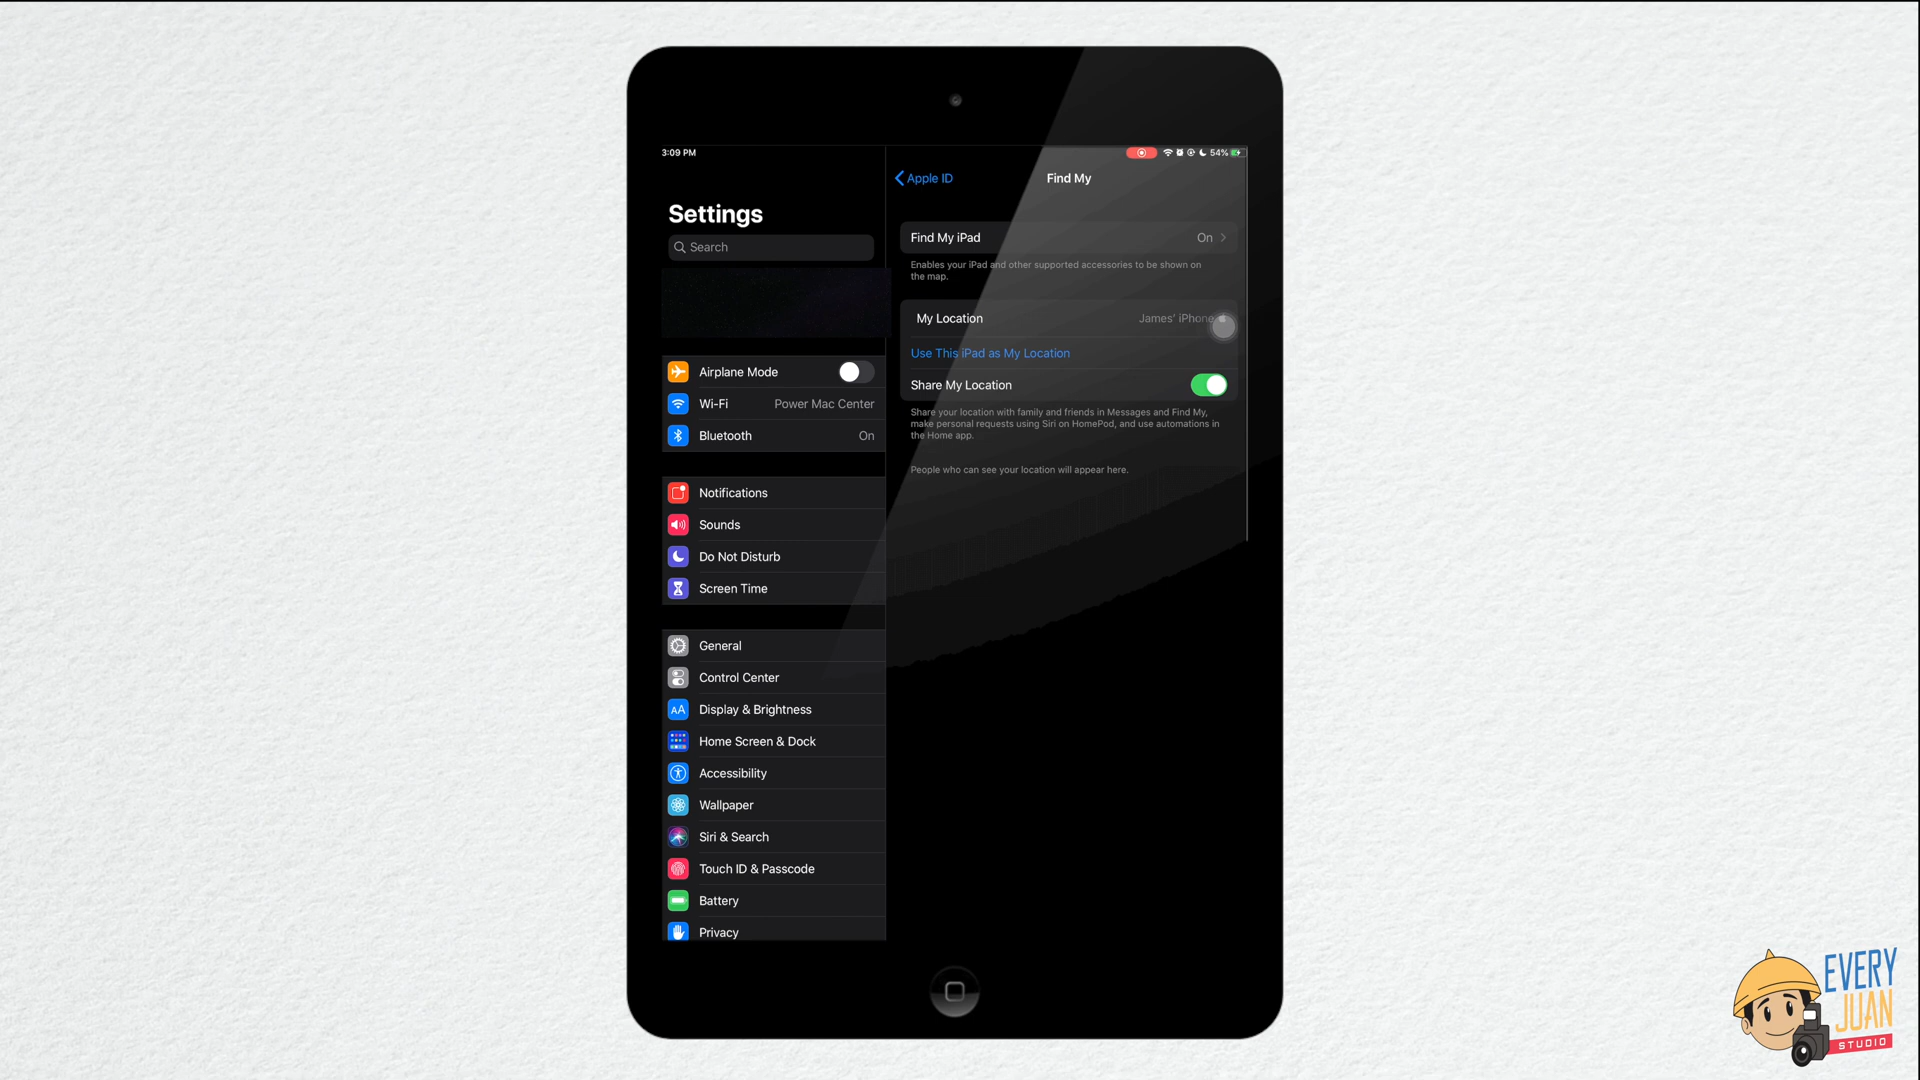 3:09 PM
54%
Settings
Search
Airplane Mode
Wi-Fi
Power Mac Center
Bluetooth
On
Notifications
Sounds
Do Not Disturb
Screen Time
General
Control Center
Display & Brightness
Home Screen & Dock
Accessibility
Wallpaper
Siri & Search
Touch ID & Passcode
Battery
Privacy
Apple ID
Find My
Find My iPad
On
Enables your iPad and other supported accessories to be shown on
the map.
My Location
James' iPhone
Use This iPad as My Location
Share My Location
Share your location with family and friends in Messages and Find My,
make personal requests using Siri on HomePod, and use automations in
the Home app.
People who can see your location will appear here.
EVERY
JUAN
STUDIO